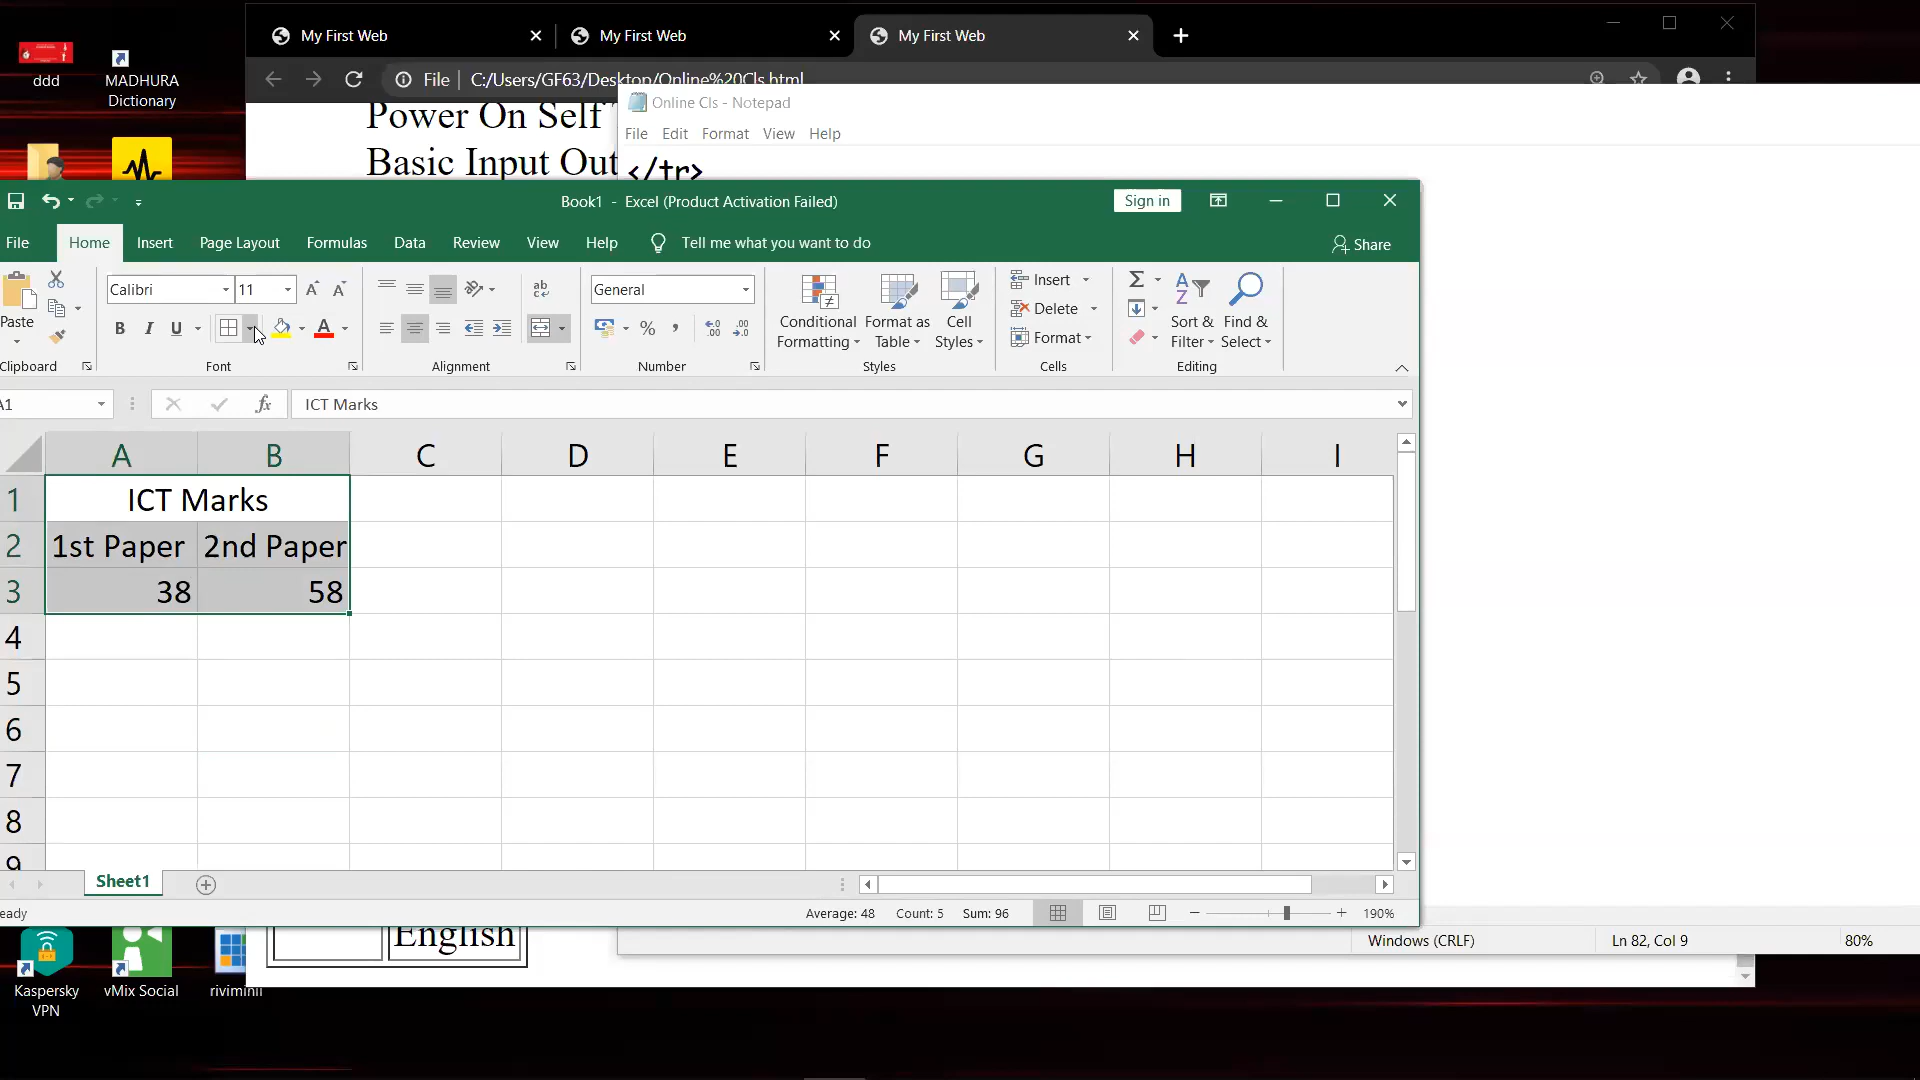 ddd
MADHURA
Dictionary
My First Web
My First Web
My First Web
File
C:/Users/GF63/Desktop/Online%20Cls.html
Power On Self
Basic Input Out
Online Cls - Notepad
File Edit Format View Help
</tr>
Book1 - Excel (Product Activation Failed)
Sign in
File Home Insert Page Layout Formulas Data Review View Help Tell me what you want to do
Share
Paste
Clipboard
Calibri 11
B I U A
Font
ab
Alignment
General
%
Number
Conditional
Formatting
Format as
Table
Cell
Styles
Styles
Insert
Delete
Format
Cells
Sort &
Filter
Find &
Select
Editing
A1
fx
ICT Marks
A B C D E F G H I
1 ICT Marks
2 1st Paper 2nd Paper
3 38 58
4
5
6
7
8
9
Sheet1
eady
Average: 48 Count: 5 Sum: 96
190%
English
Windows (CRLF) Ln 82, Col 9 80%
Kaspersky
VPN
vMix Social